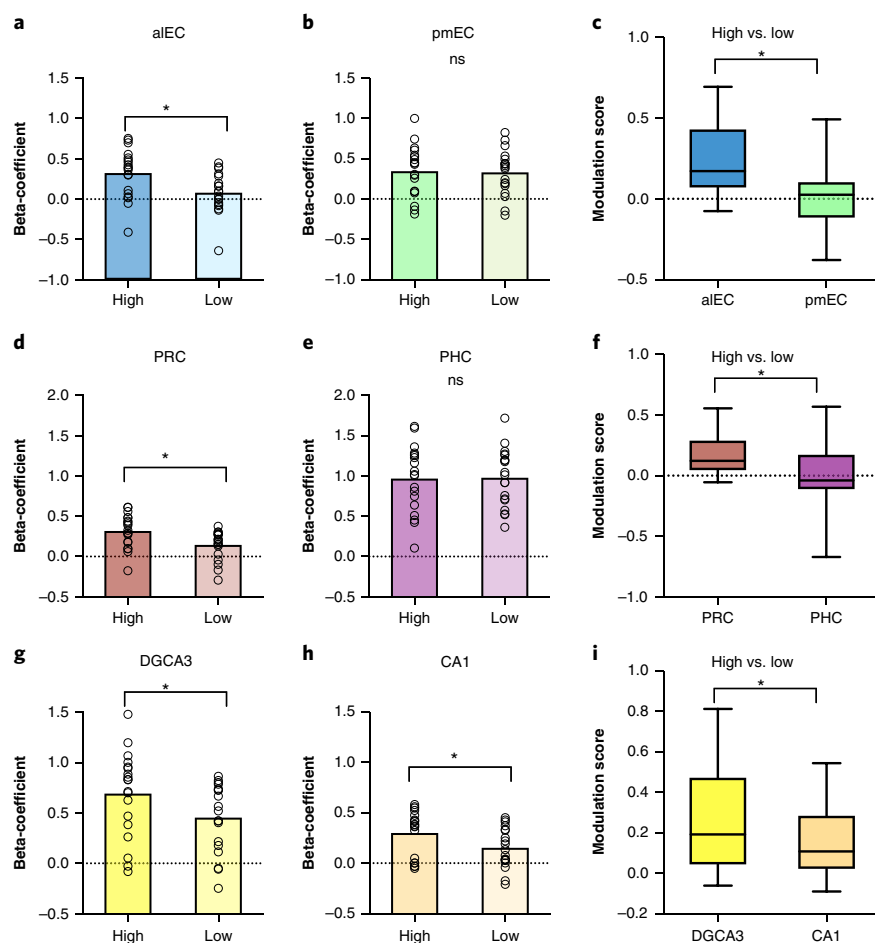 a
alEC
*
Beta-coefficient
1.5
1.0
0.5
0.0
−0.5
−1.0
High Low
b
pmEC
ns
Beta-coefficient
1.5
1.0
0.5
0.0
−0.5
−1.0
High Low
c
High vs. low
*
Modulation score
1.0
0.5
0.0
−0.5
alEC pmEC
d
PRC
*
Beta-coefficient
2.0
1.5
1.0
0.5
0.0
−0.5
High Low
e
PHC
ns
Beta-coefficient
2.0
1.5
1.0
0.5
0.0
−0.5
High Low
f
High vs. low
*
Modulation score
1.0
0.5
0.0
−0.5
−1.0
PRC PHC
g
DGCA3
*
Beta-coefficient
1.5
1.0
0.5
0.0
−0.5
High Low
h
CA1
*
Beta-coefficient
1.5
1.0
0.5
0.0
−0.5
High Low
i
High vs. low
*
Modulation score
1.0
0.8
0.6
0.4
0.2
0.0
−0.2
DGCA3 CA1